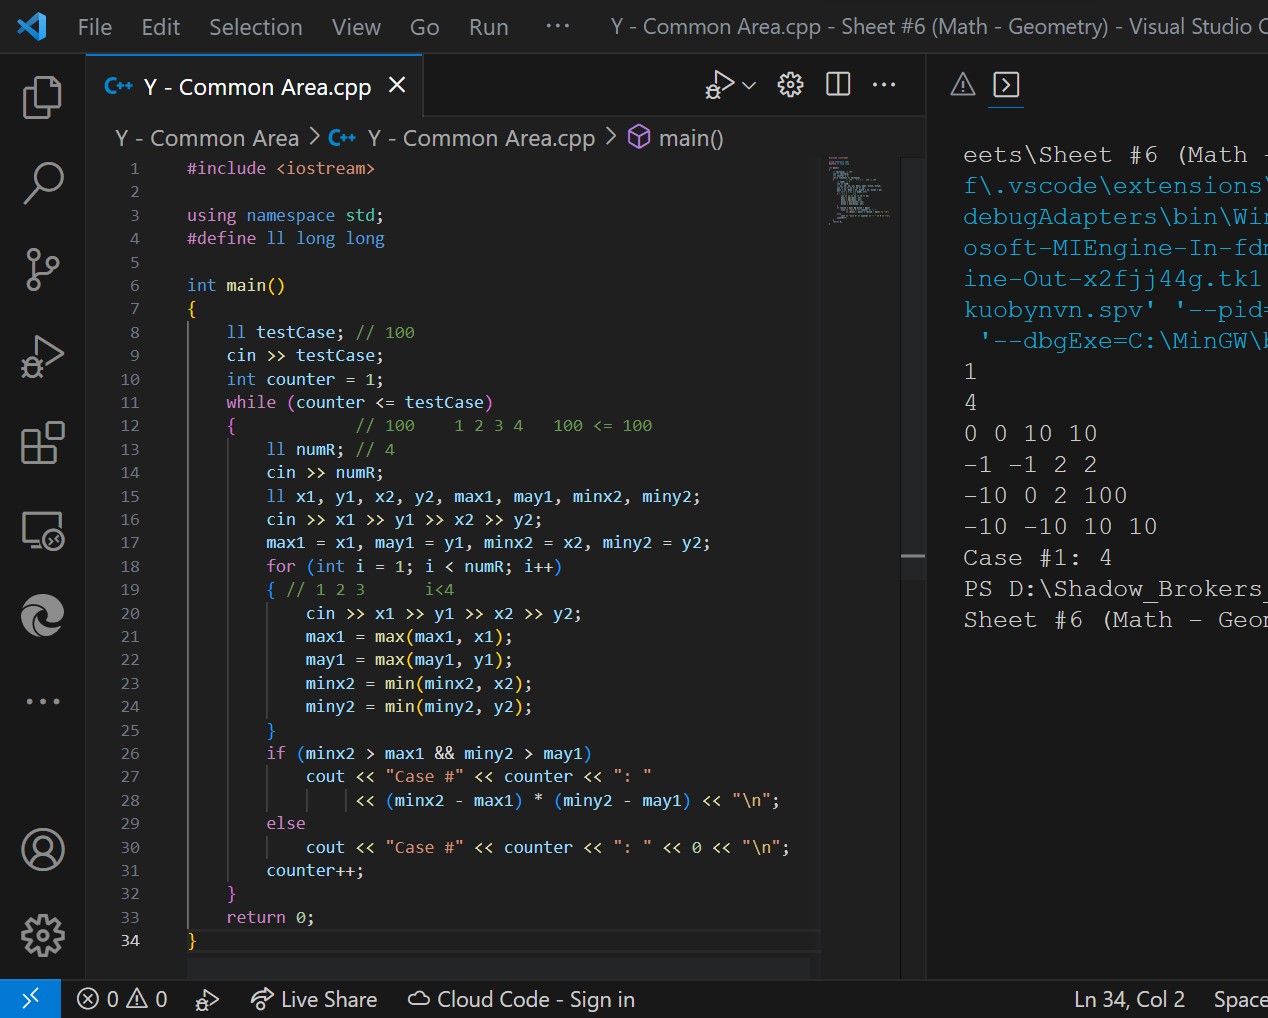 File Edit Selection View Go Run ··· Y - Common Area.cpp - Sheet #6 (Math - Geometry) - Visual Studio C
C++ Y - Common Area.cpp
Y - Common Area > C++ Y - Common Area.cpp > main()
1 #include <iostream>
2
3 using namespace std;
4 #define ll long long
5
6 int main()
7 {
8 ll testCase; // 100
9 cin >> testCase;
10 int counter = 1;
11 while (counter <= testCase)
12 { // 100 1 2 3 4 100 <= 100
13 ll numR; // 4
14 cin >> numR;
15 ll x1, y1, x2, y2, max1, may1, minx2, miny2;
16 cin >> x1 >> y1 >> x2 >> y2;
17 max1 = x1, may1 = y1, minx2 = x2, miny2 = y2;
18 for (int i = 1; i < numR; i++)
19 { // 1 2 3 i<4
20 cin >> x1 >> y1 >> x2 >> y2;
21 max1 = max(max1, x1);
22 may1 = max(may1, y1);
23 minx2 = min(minx2, x2);
24 miny2 = min(miny2, y2);
25 }
26 if (minx2 > max1 && miny2 > may1)
27 cout << "Case #" << counter << ": "
28 << (minx2 - max1) * (miny2 - may1) << "\n";
29 else
30 cout << "Case #" << counter << ": " << 0 << "\n";
31 counter++;
32 }
33 return 0;
34 }
eets\Sheet #6 (Math -
f\.vscode\extensions\
debugAdapters\bin\Win
osoft-MIEngine-In-fdm
ine-Out-x2fjj44g.tk1
kuobynvn.spv' '--pid=
'--dbgExe=C:\MinGW\b
1
4
0 0 10 10
-1 -1 2 2
-10 0 2 100
-10 -10 10 10
Case #1: 4
PS D:\Shadow_Brokers_
Sheet #6 (Math - Geom
0 0 Live Share Cloud Code - Sign in Ln 34, Col 2 Space